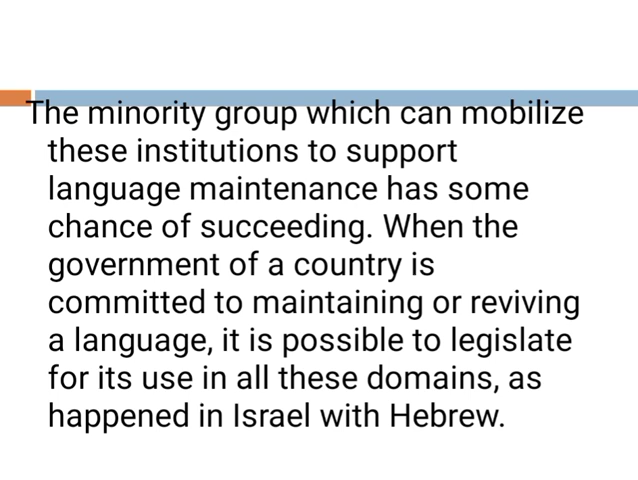 The minority group which can mobilize
these institutions to support
language maintenance has some
chance of succeeding. When the
government of a country is
committed to maintaining or reviving
a language, it is possible to legislate
for its use in all these domains, as
happened in Israel with Hebrew.